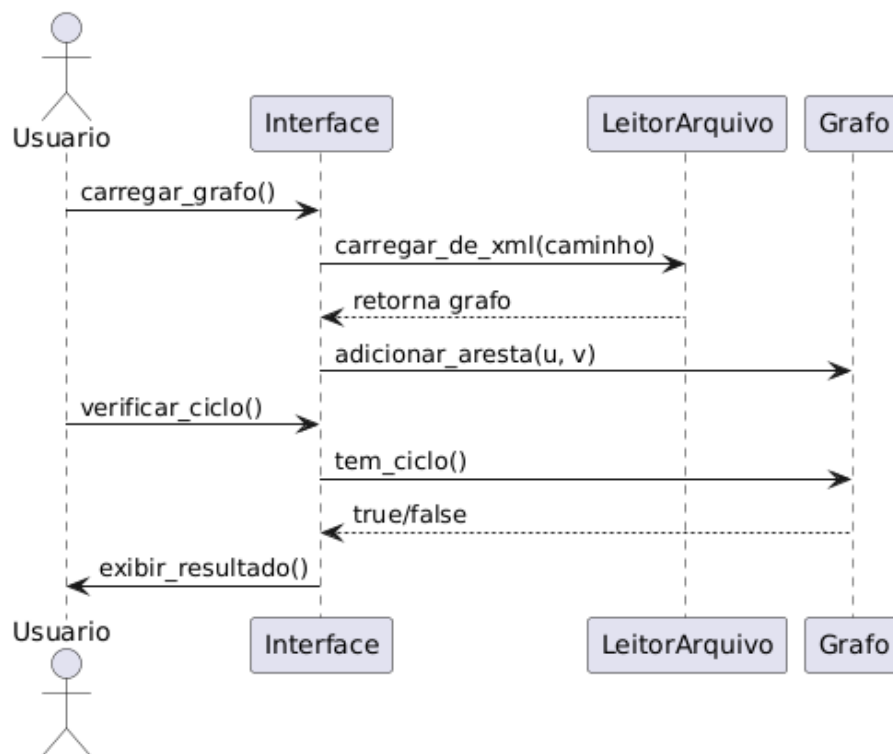 Usuario
Interface
LeitorArquivo
Grafo
carregar_grafo()
carregar_de_xml(caminho)
retorna grafo
adicionar_aresta(u, v)
verificar_ciclo()
tem_ciclo()
true/false
exibir_resultado()
Usuario
Interface
LeitorArquivo
Grafo